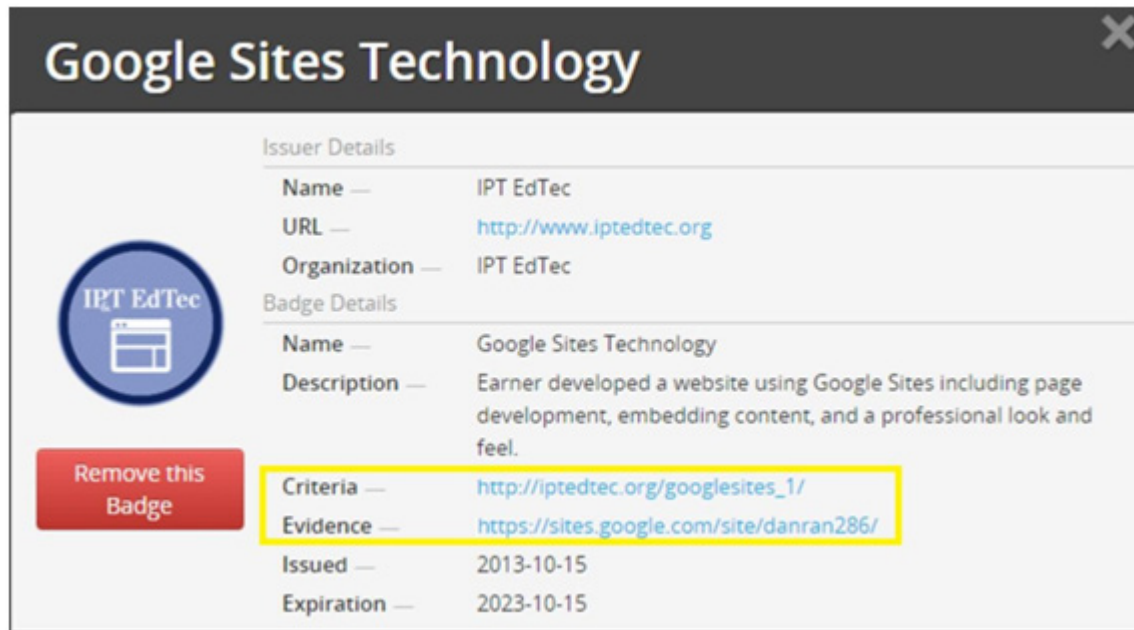 Google Sites Technology
Issuer Details
Name — IPT EdTec
URL — http://www.iptedtec.org
Organization — IPT EdTec
IPT EdTec
Badge Details
Name — Google Sites Technology
Description — Earner developed a website using Google Sites including page
development, embedding content, and a professional look and
feel.
Remove this
Badge
Criteria — http://iptedtec.org/googlesites_1/
Evidence — https://sites.google.com/site/danran286/
Issued — 2013-10-15
Expiration — 2023-10-15